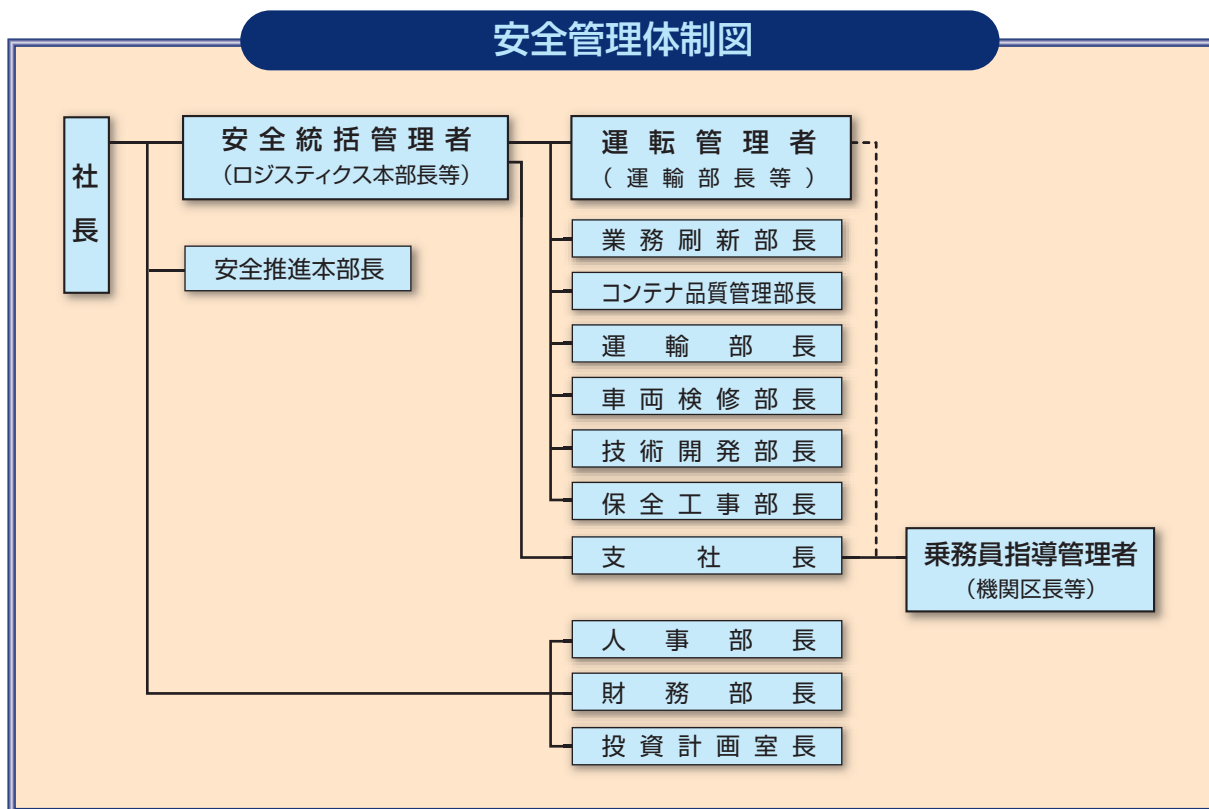 安全管理体制図
社長
安全統括管理者
（ロジスティクス本部長等）
安全推進本部長
運転管理者
（運輸部長等）
業務刷新部長
コンテナ品質管理部長
運輸部長
車両検修部長
技術開発部長
保全工事部長
支社長
乗務員指導管理者
（機関区長等）
人事部長
財務部長
投資計画室長